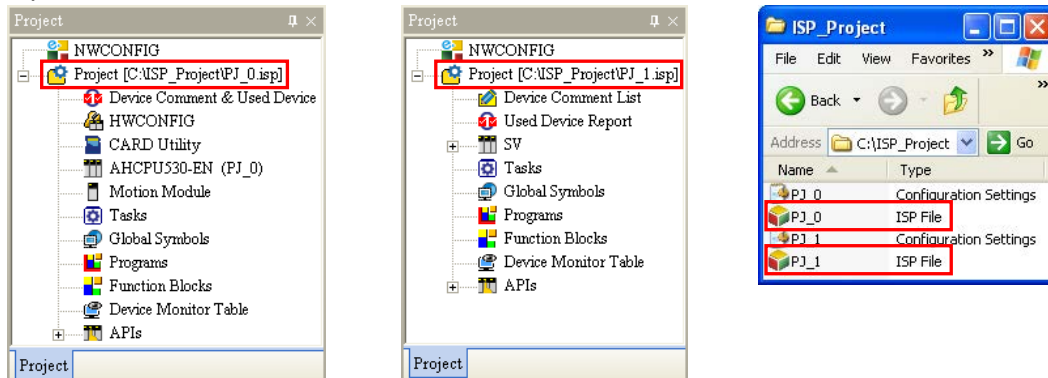 Project
NWCONFIG
Project [C:\ISP_Project\PJ_0.isp]
Device Comment & Used Device
HWCONFIG
CARD Utility
AHCPU530-EN (PJ_0)
Motion Module
Tasks
Global Symbols
Programs
Function Blocks
Device Monitor Table
APIs
Project
Project
NWCONFIG
Project [C:\ISP_Project\PJ_1.isp]
Device Comment List
Used Device Report
SV
Tasks
Global Symbols
Programs
Function Blocks
Device Monitor Table
APIs
Project
ISP_Project
File Edit View Favorites »
Back »
Address C:\ISP_Project Go
Name Type
PJ_0 Configuration Settings
PJ_0 ISP File
PJ_1 Configuration Settings
PJ_1 ISP File